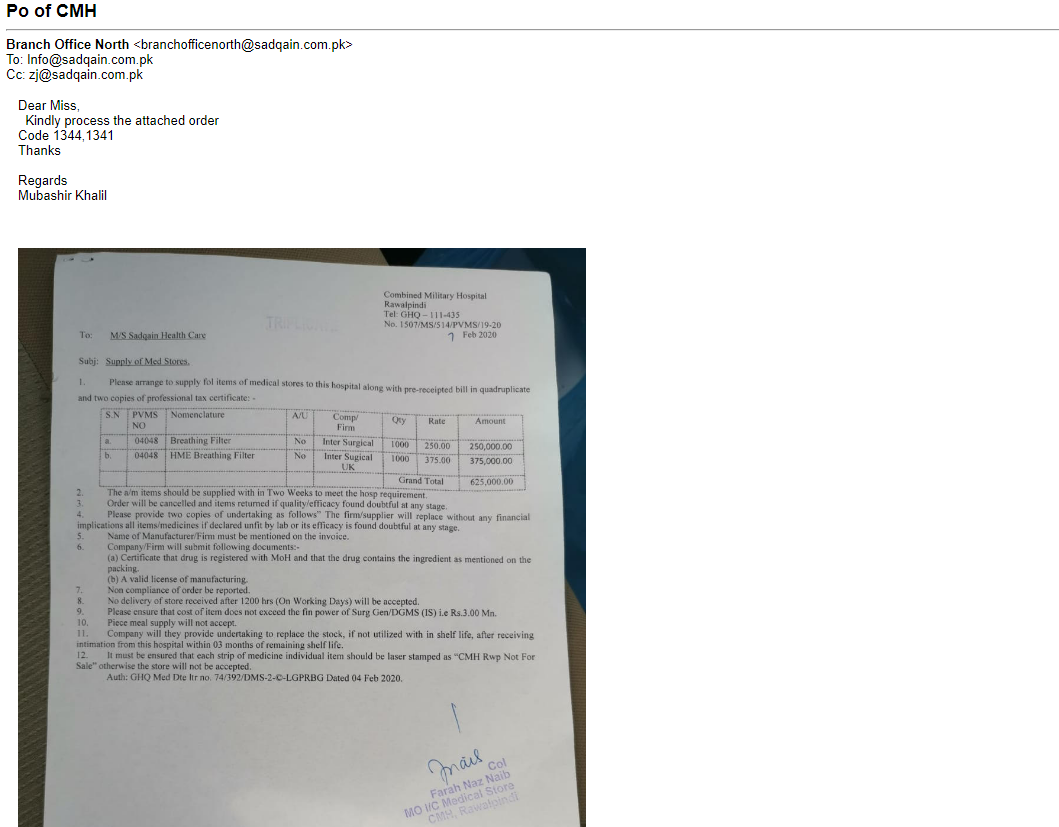 Po of CMH
Branch Office North <branchofficenorth@sadqain.com.pk>
To: Info@sadqain.com.pk
Cc: zj@sadqain.com.pk
Dear Miss,
Kindly process the attached order
Code 1344,1341
Thanks
Regards
Mubashir Khalil
Combined Military Hospital
Rawalpindi
Tel: GHQ – 111-435
No. 1507/MS/514/PVMS/19-20
7 Feb 2020
To: M/S Sadqain Health Care
Subj: Supply of Med Stores.
1. Please arrange to supply fol items of medical stores to this hospital along with pre-receipted bill in quadruplicate
and two copies of professional tax certificate: -
S.N PVMS NO Nomenclature A/U Comp/ Firm Qty Rate Amount
a. 04048 Breathing Filter No Inter Surgical 1000 250.00 250,000.00
b. 04048 HME Breathing Filter No Inter Sugical UK 1000 375.00 375,000.00
Grand Total 625,000.00
2. The a/m items should be supplied with in Two Weeks to meet the hosp requirement.
3. Order will be cancelled and items returned if quality/efficacy found doubtful at any stage.
4. Please provide two copies of undertaking as follows" The firm/supplier will replace without any financial
implications all items/medicines if declared unfit by lab or its efficacy is found doubtful at any stage.
5. Name of Manufacturer/Firm must be mentioned on the invoice.
6. Company/Firm will submit following documents:-
(a) Certificate that drug is registered with MoH and that the drug contains the ingredient as mentioned on the
packing.
(b) A valid license of manufacturing.
7. Non compliance of order be reported.
8. No delivery of store received after 1200 hrs (On Working Days) will be accepted.
9. Please ensure that cost of item does not exceed the fin power of Surg Gen/DGMS (IS) i.e Rs.3.00 Mn.
10. Piece meal supply will not accept.
11. Company will they provide undertaking to replace the stock, if not utilized with in shelf life, after receiving
intimation from this hospital within 03 months of remaining shelf life.
12. It must be ensured that each strip of medicine individual item should be laser stamped as "CMH Rwp Not For
Sale" otherwise the store will not be accepted.
Auth: GHQ Med Dte ltr no. 74/392/DMS-2-©-LGPRBG Dated 04 Feb 2020.
Col
Farah Naz Naib
MO I/C Medical Store
CMH, Rawalpindi